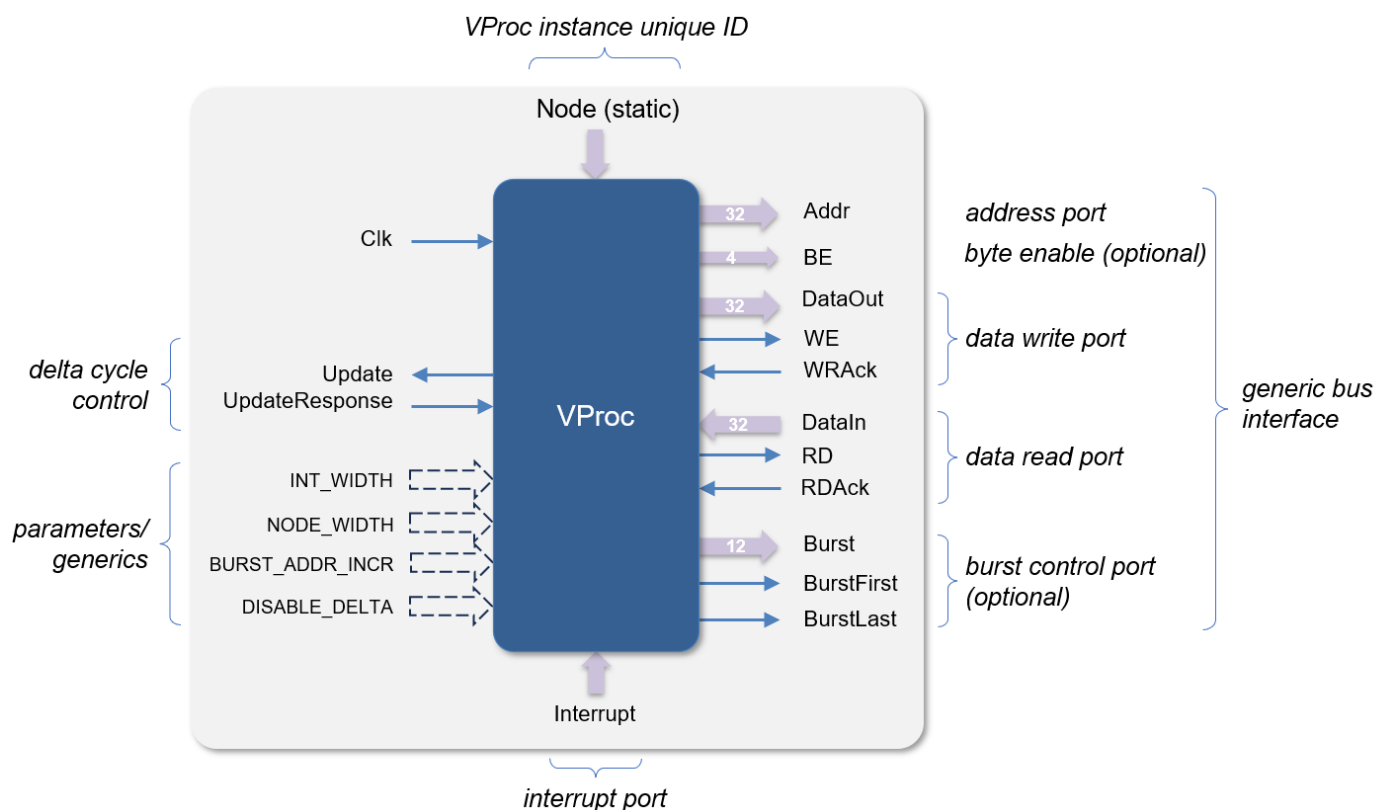 VProc instance unique ID
Node (static)
Clk
delta cycle
control
Update
UpdateResponse
parameters/
generics
INT_WIDTH
NODE_WIDTH
BURST_ADDR_INCR
DISABLE_DELTA
VProc
32
Addr
address port
4
BE
byte enable (optional)
32
DataOut
WE
WRAck
data write port
32
DataIn
RD
RDAck
data read port
12
Burst
BurstFirst
BurstLast
burst control port
(optional)
generic bus
interface
Interrupt
interrupt port